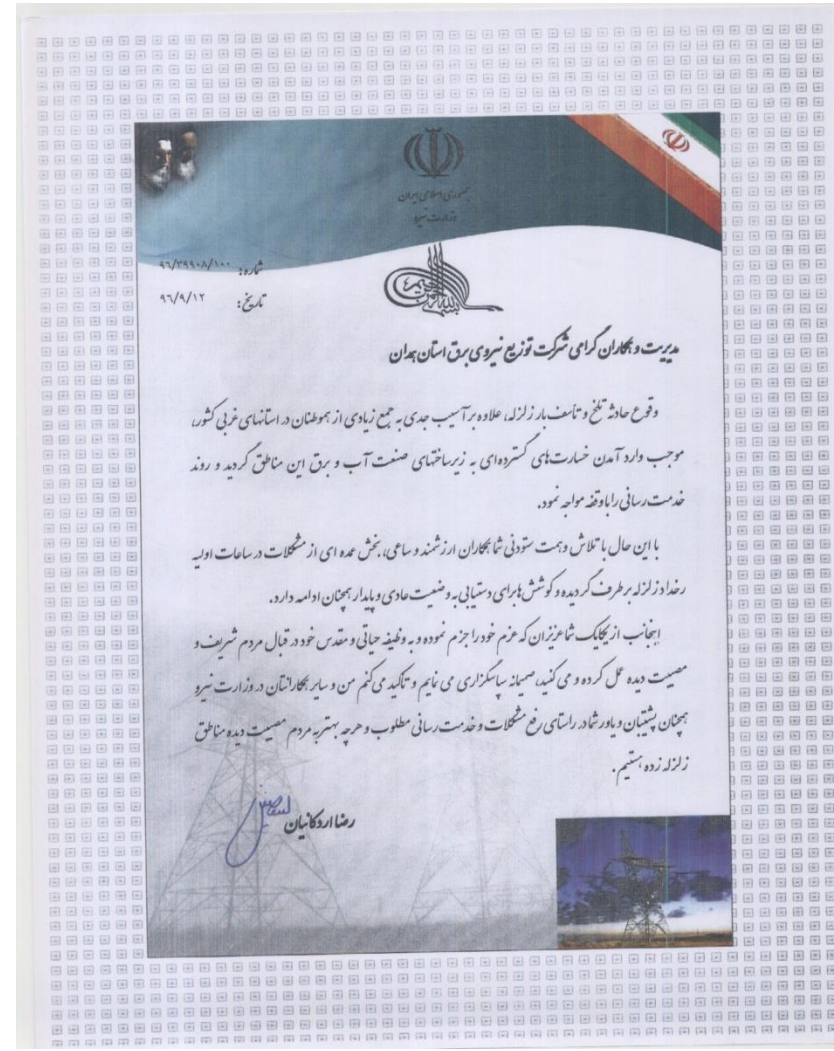 جمهوری اسلامی ایران
وزارت نیرو
شماره: ۹۶/۳۹۹۰۸/۱۰۰
تاریخ: ۹۶/۹/۱۲
بسم الله الرحمن الرحیم
مدیریت و همکاران گرامی شرکت توزیع نیروی برق استان همدان
وقوع حادثه تلخ و تأسف بار زلزله، علاوه بر آسیب جدی به جمع زیادی از هموطنان در استانهای غربی کشور،
موجب وارد آمدن خسارت‌های گسترده‌ای به زیرساختهای صنعت آب و برق این مناطق گردید و روند
خدمت رسانی را با وقفه مواجه نمود.
با این حال با تلاش و همت ستودنی شما همکاران ارزشمند و ساعی، بخش عمده ای از مشکلات در ساعات اولیه
رخداد زلزله برطرف گردیده و کوشش ها برای دستیابی به وضعیت عادی و پایدار همچنان ادامه دارد.
اینجانب از یکایک شما عزیزان که عزم خود را جزم نموده و به وظیفه حیاتی و مقدس خود در قبال مردم شریف و
مصیبت دیده عمل کرده و می کنید، صمیمانه سپاسگزاری می نمایم و تأکید می کنم من و سایر همکارانتان در وزارت نیرو
همچنان پشتیبان و یاور شما در راستای رفع مشکلات و خدمت رسانی مطلوب و هرچه بهتر به مردم مصیبت دیده مناطق
زلزله زده هستیم.
رضا اردکانیان